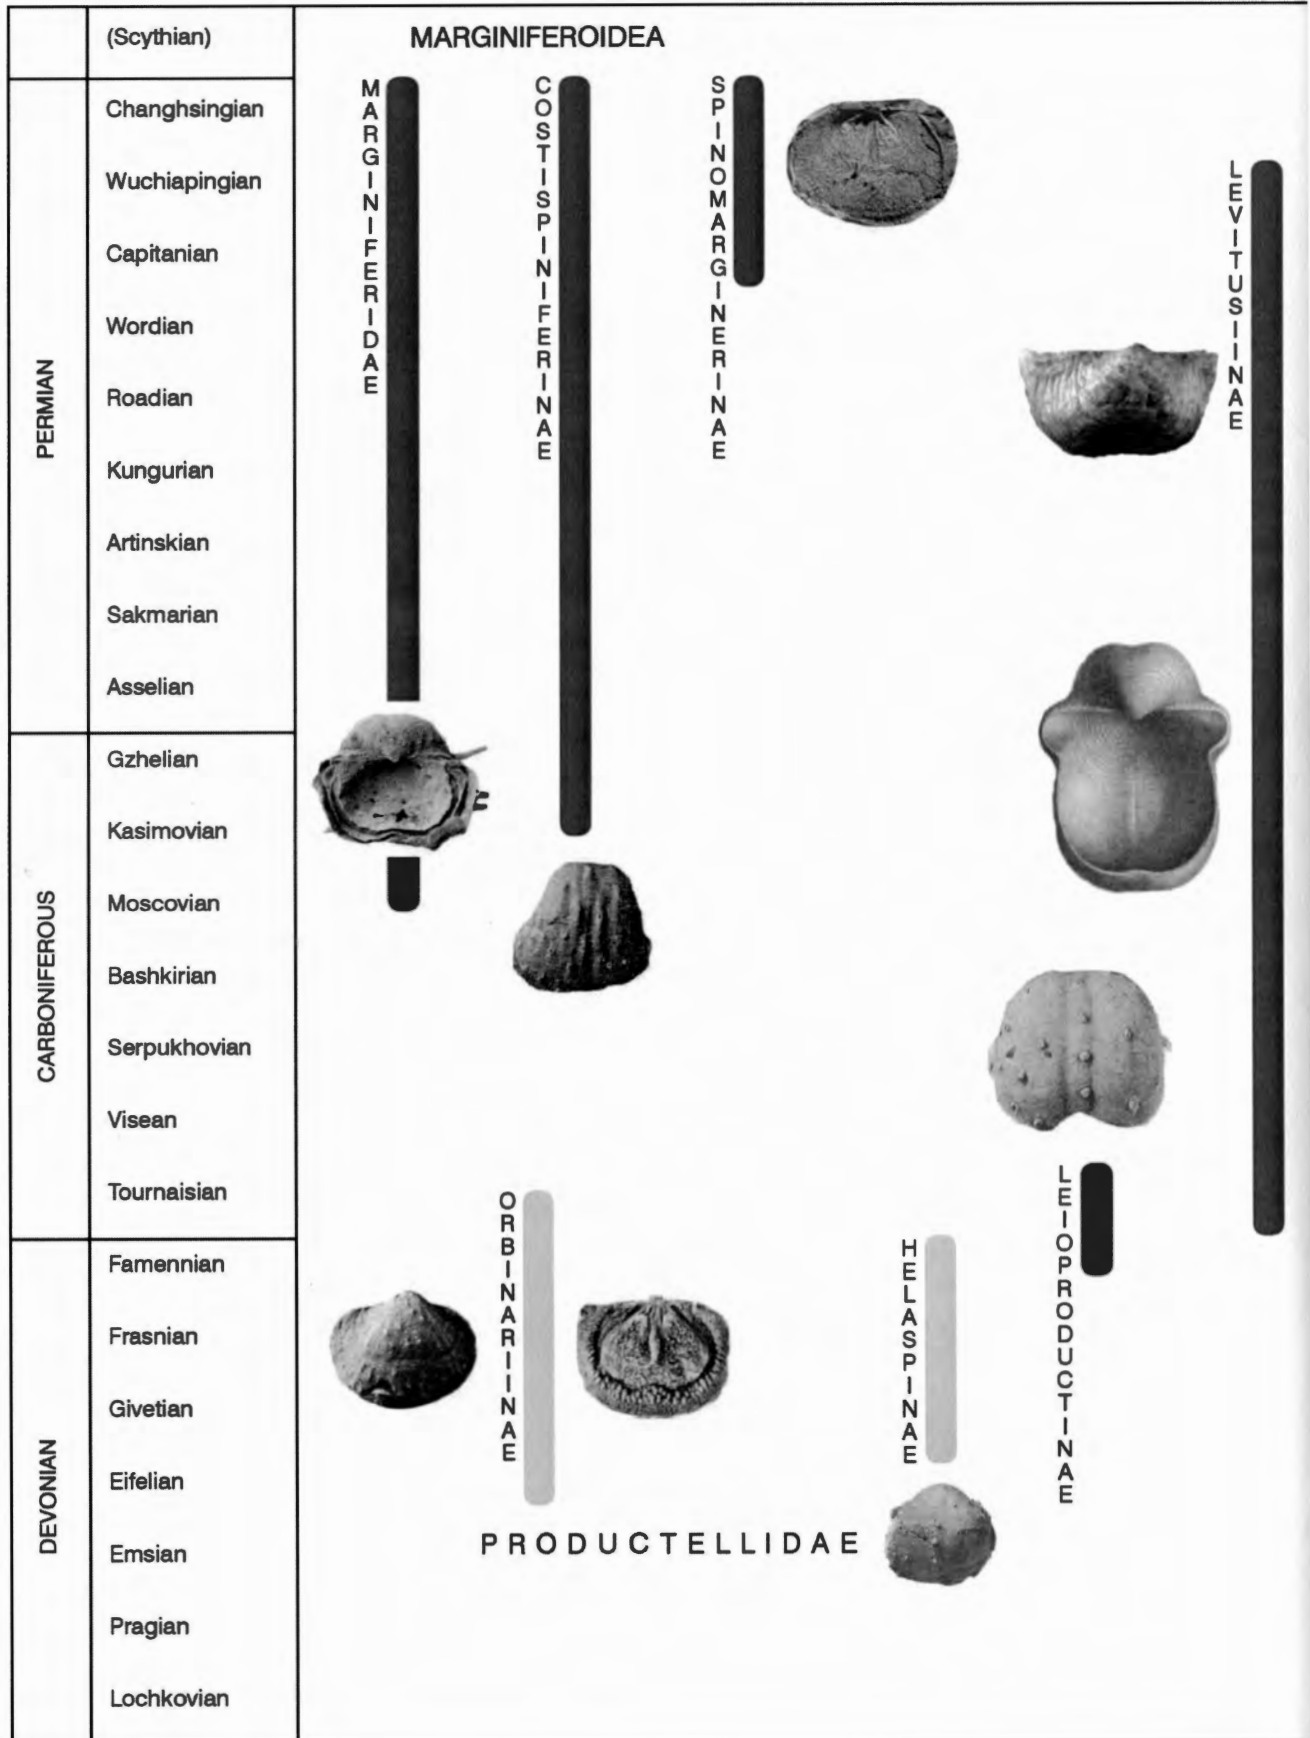 (Scythian)
MARGINIFEROIDEA
PERMIAN
Changhsingian
Wuchiapingian
Capitanian
Wordian
Roadian
Kungurian
Artinskian
Sakmarian
Asselian
CARBONIFEROUS
Gzhelian
Kasimovian
Moscovian
Bashkirian
Serpukhovian
Visean
Tournaisian
DEVONIAN
Famennian
Frasnian
Givetian
Eifelian
Emsian
Pragian
Lochkovian
MARGINIFERIDAE
COSTISPINIFERINAE
SPINOMARGINERINAE
LEVITUSIINAE
ORBINARIINAE
HELASPINAE
LEIOPRODUCTINAE
PRODUCTELLIDAE